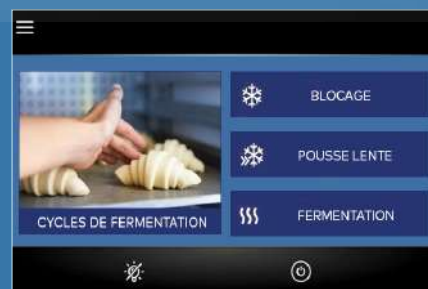 BLOCAGE
POUSSE LENTE
CYCLES DE FERMENTATION
FERMENTATION